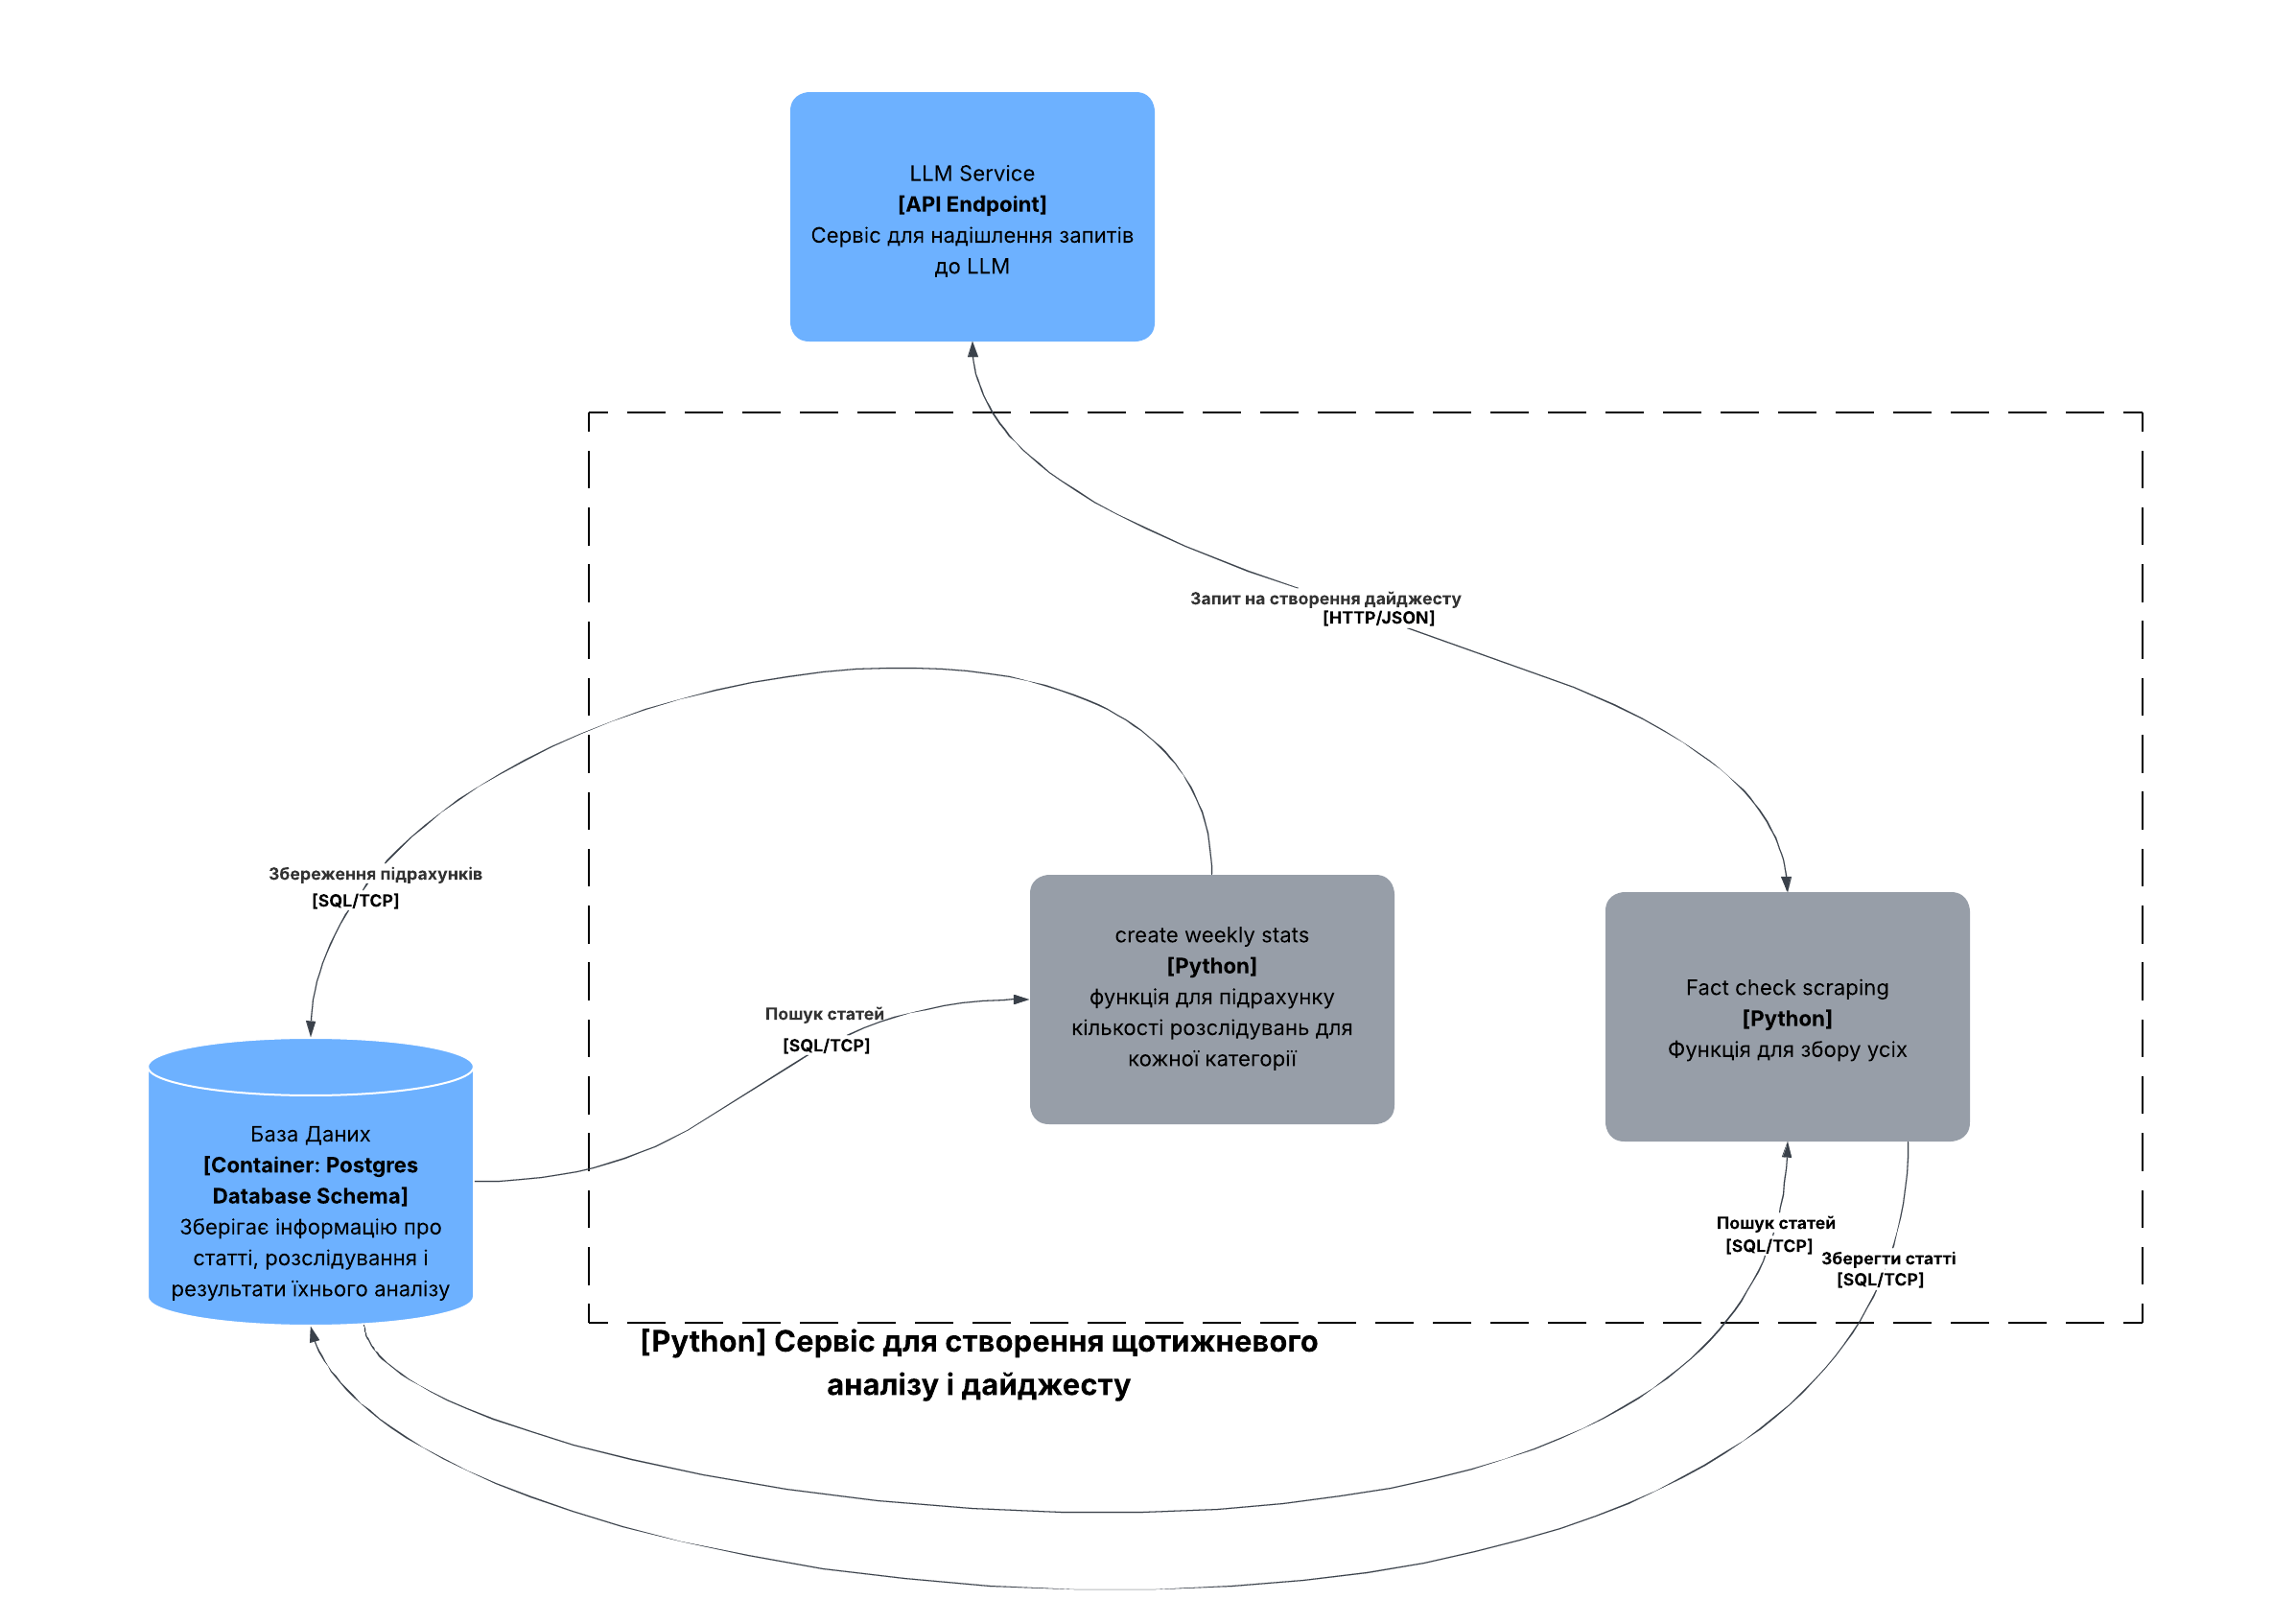 LLM Service
[API Endpoint]
Сервіс для надішлення запитів
до LLM
Запит на створення дайджесту
[HTTP/JSON]
Збереження підрахунків
[SQL/TCP]
create weekly stats
[Python]
функція для підрахунку
кількості розслідувань для
кожної категорії
Fact check scraping
[Python]
Функція для збору усіх
Пошук статей
[SQL/TCP]
База Даних
[Container: Postgres
Database Schema]
Зберігає інформацію про
статті, розслідування і
результати їхнього аналізу
Пошук статей
[SQL/TCP]
Зберегти статті
[SQL/TCP]
[Python] Сервіс для створення щотижневого
аналізу і дайджесту